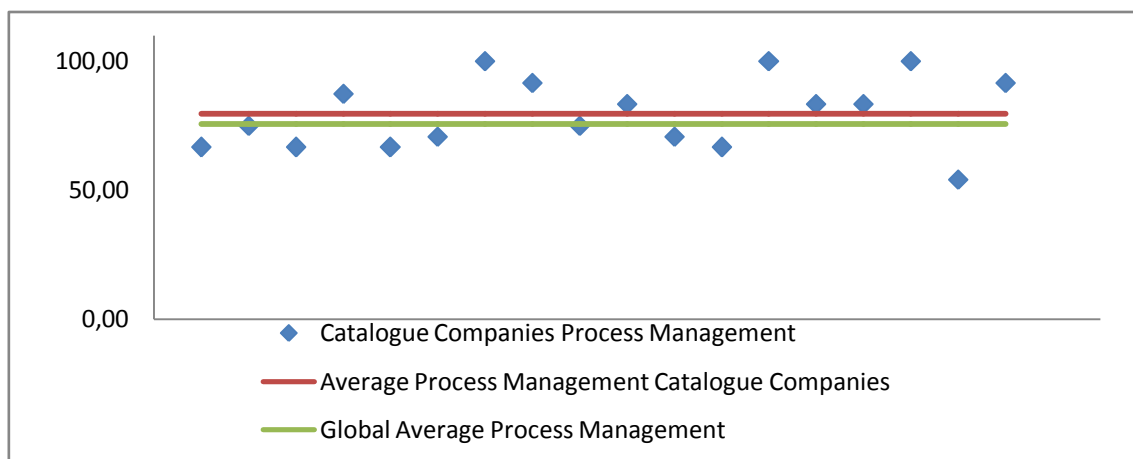 100,00
50,00
0,00
Catalogue Companies Process Management
Average Process Management Catalogue Companies
Global Average Process Management